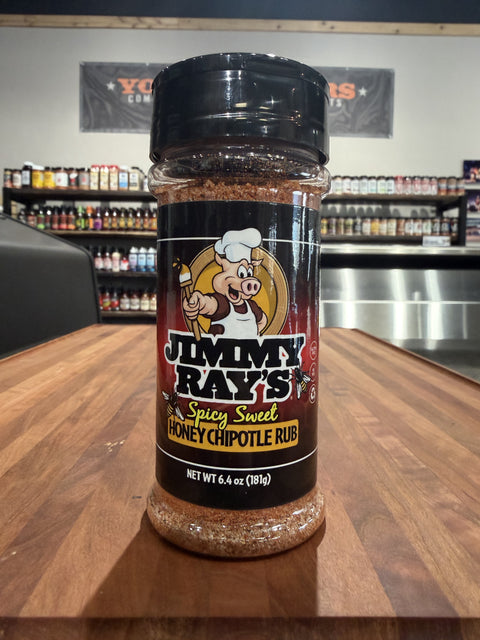 JIMMY
RAY'S
Spicy Sweet
HONEY CHIPOTLE RUB
NET WT 6.4 oz (181g)